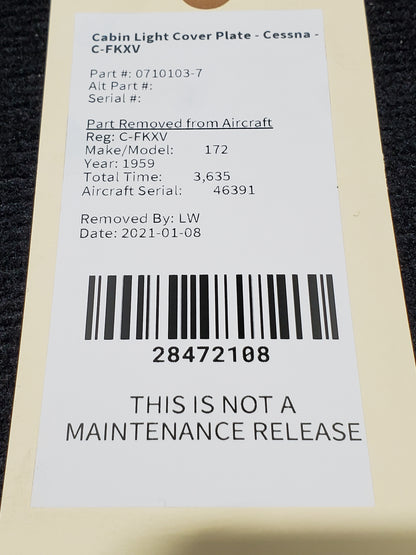 Cabin Light Cover Plate - Cessna -
C-FKXV
Part #: 0710103-7
Alt Part #:
Serial #:
Part Removed from Aircraft
Reg: C-FKXV
Make/Model: 172
Year: 1959
Total Time: 3,635
Aircraft Serial: 46391
Removed By: LW
Date: 2021-01-08
28472108
THIS IS NOT A
MAINTENANCE RELEASE